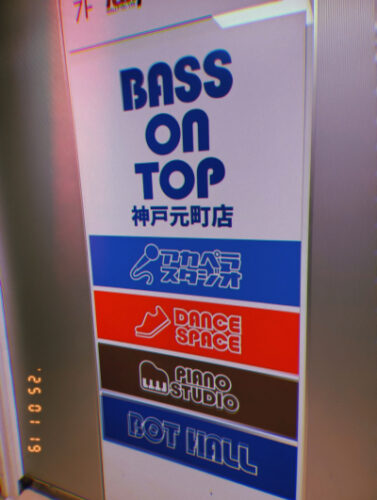 BASS
ON
TOP
神戸元町店
アカペラ
スタジオ
DANCE
SPACE
PIANO
STUDIO
BOT HALL
'25 01 19